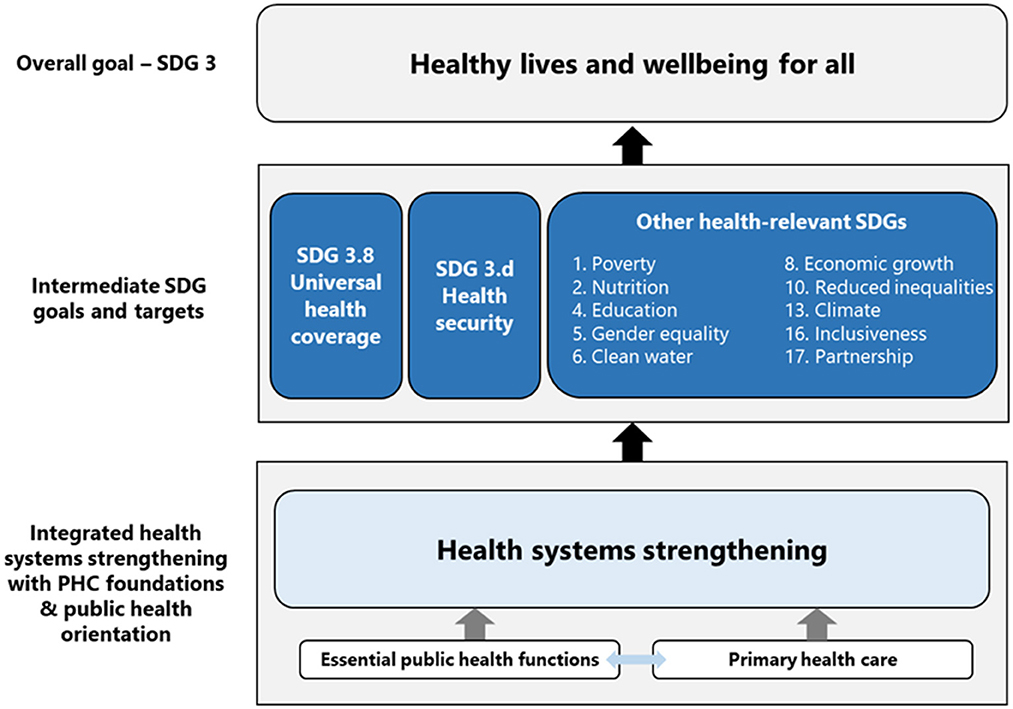 Overall goal – SDG 3
Healthy lives and wellbeing for all
Intermediate SDG
goals and targets
SDG 3.8
Universal
health
coverage
SDG 3.d
Health
security
Other health-relevant SDGs
1. Poverty
2. Nutrition
4. Education
5. Gender equality
6. Clean water
8. Economic growth
10. Reduced inequalities
13. Climate
16. Inclusiveness
17. Partnership
Integrated health
systems strengthening
with PHC foundations
& public health
orientation
Health systems strengthening
Essential public health functions
Primary health care